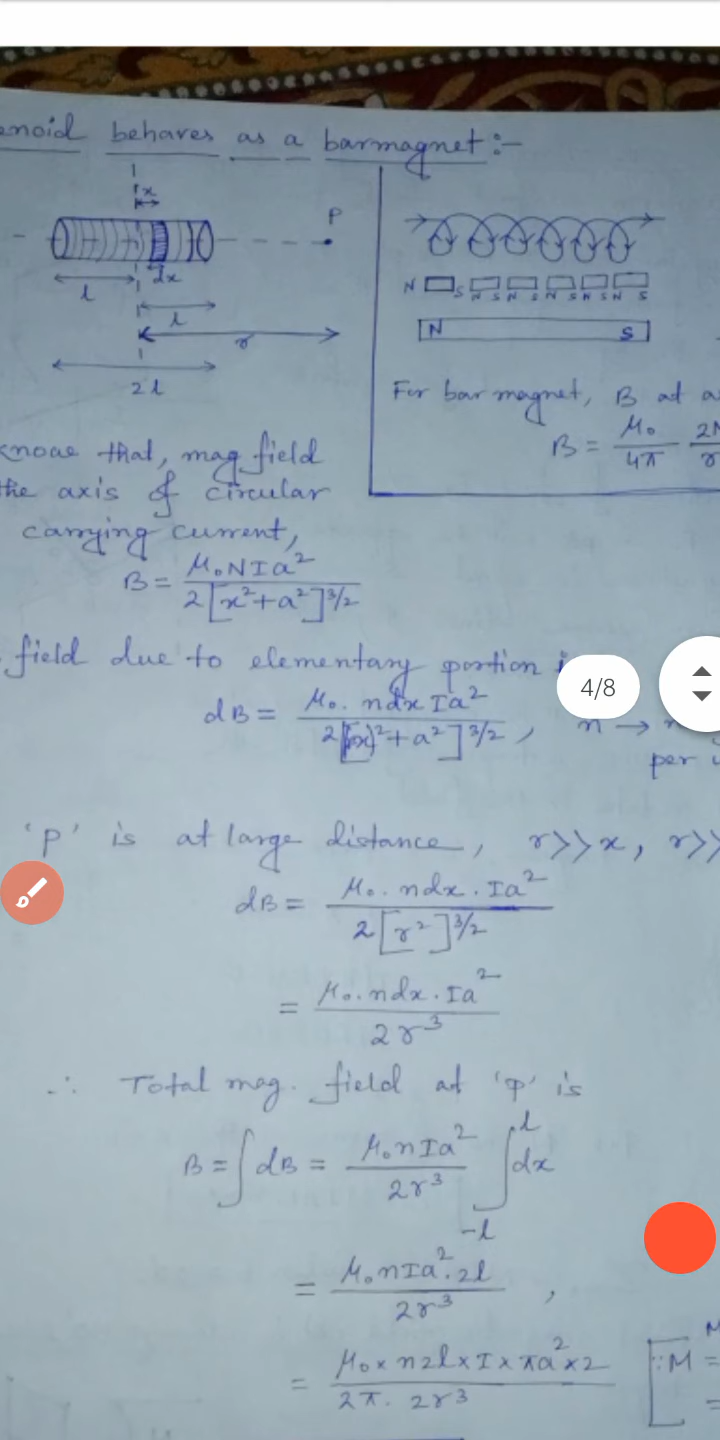 enoid behaves as a barmagnet :-
x
P
dx
l
l
r
2l
N S N S N S N S N S N S
N S
For bar magnet, B at a
B = μ₀/4π 2M/r
know that, mag field
the axis of circular
carrying current,
B = μ₀NIa²/2[x²+a²]^3/2
field due to elementary portion i
4/8
dB = μ₀. ndx Ia²/2[(r-x)²+a²]^3/2 , n →
per u
'P' is at large distance, r>>x, r>>
dB = μ₀. ndx. Ia²/2[r²]^3/2
= μ₀. ndx. Ia²/2r³
∴ Total mag. field at 'P' is
B = ∫dB = μ₀nIa²/2r³ ∫₋ₗˡ dx
= μ₀nIa².2l/2r³ ,
= μ₀×n2l×I×πa²×2/2π. 2r³ [∵M =